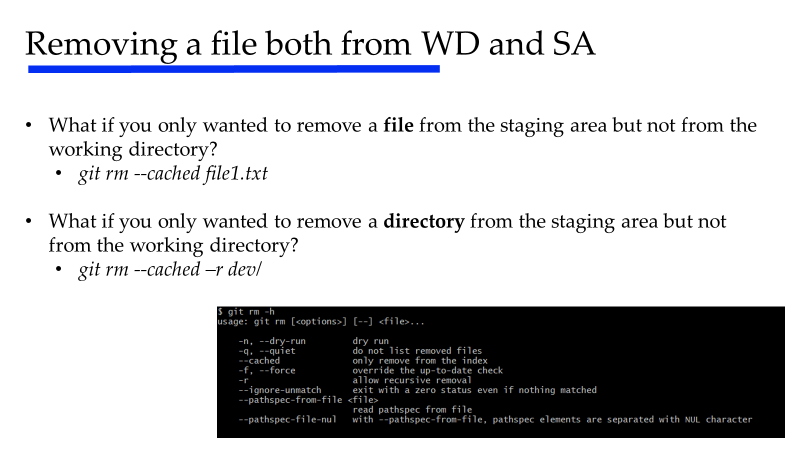 Removing a file both from WD and SA
• What if you only wanted to remove a file from the staging area but not from the
working directory?
• git rm --cached file1.txt
• What if you only wanted to remove a directory from the staging area but not
from the working directory?
• git rm --cached –r dev/
$ git rm -h
usage: git rm [<options>] [--] <file>...
-n, --dry-run dry run
-q, --quiet do not list removed files
--cached only remove from the index
-f, --force override the up-to-date check
-r allow recursive removal
--ignore-unmatch exit with a zero status even if nothing matched
--pathspec-from-file <file>
read pathspec from file
--pathspec-file-nul with --pathspec-from-file, pathspec elements are separated with NUL character